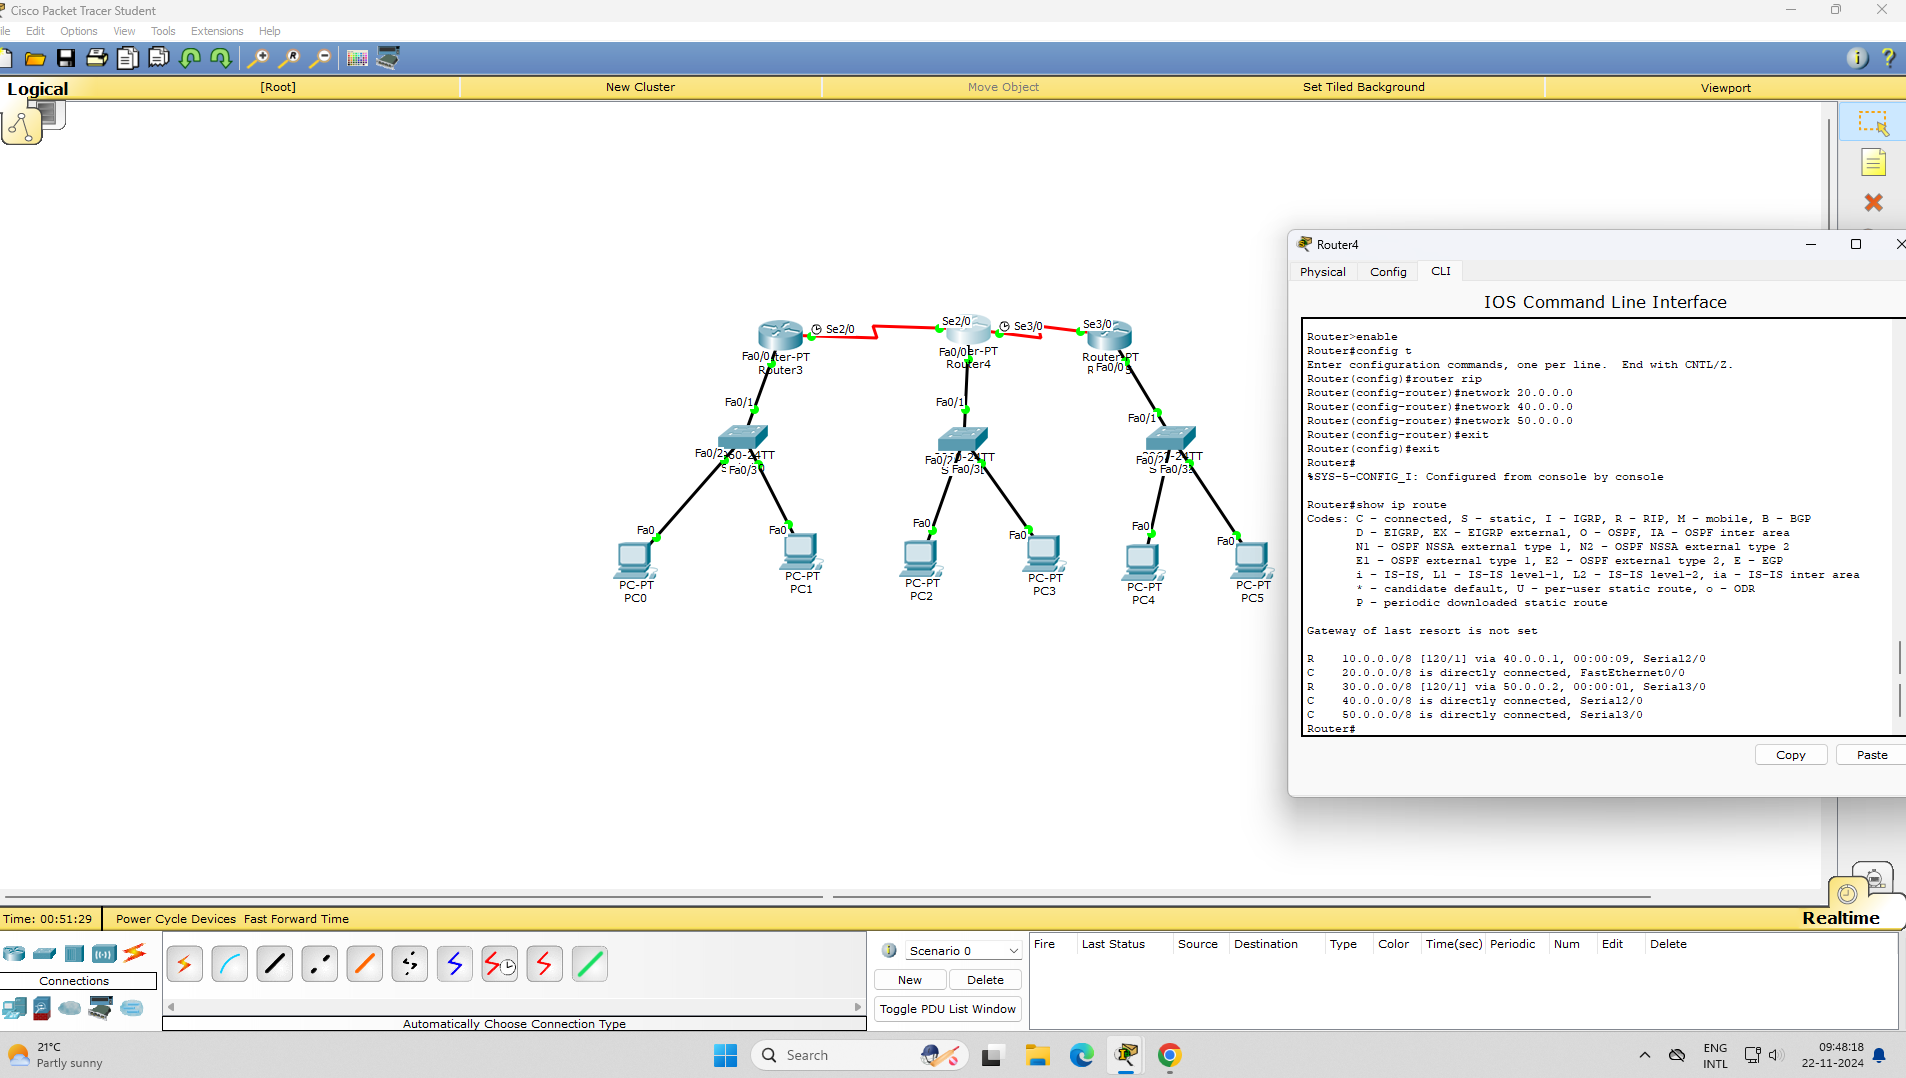 Cisco Packet Tracer Student
ile Edit Options View Tools Extensions Help
Logical [Root] New Cluster Move Object Set Tiled Background Viewport
Router4
Physical Config CLI
IOS Command Line Interface
Router>enable
Router#config t
Enter configuration commands, one per line.  End with CNTL/Z.
Router(config)#router rip
Router(config-router)#network 20.0.0.0
Router(config-router)#network 40.0.0.0
Router(config-router)#network 50.0.0.0
Router(config-router)#exit
Router(config)#exit
Router#
%SYS-5-CONFIG_I: Configured from console by console
Router#show ip route
Codes: C - connected, S - static, I - IGRP, R - RIP, M - mobile, B - BGP
D - EIGRP, EX - EIGRP external, O - OSPF, IA - OSPF inter area
N1 - OSPF NSSA external type 1, N2 - OSPF NSSA external type 2
E1 - OSPF external type 1, E2 - OSPF external type 2, E - EGP
i - IS-IS, L1 - IS-IS level-1, L2 - IS-IS level-2, ia - IS-IS inter area
* - candidate default, U - per-user static route, o - ODR
P - periodic downloaded static route
Gateway of last resort is not set
R    10.0.0.0/8 [120/1] via 40.0.0.1, 00:00:09, Serial2/0
C    20.0.0.0/8 is directly connected, FastEthernet0/0
R    30.0.0.0/8 [120/1] via 50.0.0.2, 00:00:01, Serial3/0
C    40.0.0.0/8 is directly connected, Serial2/0
C    50.0.0.0/8 is directly connected, Serial3/0
Router#
Copy Paste
Se2/0 Se2/0 Se3/0 Se3/0
Fa0/0 ter-PT Fa0/0 er-PT Router-PT
Router3 Router4 R Fa0/0
Fa0/1 Fa0/1 Fa0/1
Fa0/2 60-24TT Fa0/2 -24TT Fa0/2 -24TT
S Fa0/3 S Fa0/3 S Fa0/3
Fa0 Fa0 Fa0 Fa0 Fa0 Fa0
PC-PT PC-PT PC-PT PC-PT PC-PT PC-PT
PC0 PC1 PC2 PC3 PC4 PC5
Time: 00:51:29 Power Cycle Devices Fast Forward Time Realtime
Connections
Automatically Choose Connection Type
Scenario 0
New Delete
Toggle PDU List Window
Fire Last Status Source Destination Type Color Time(sec) Periodic Num Edit Delete
21°C
Partly sunny
Search
ENG
INTL
09:48:18
22-11-2024